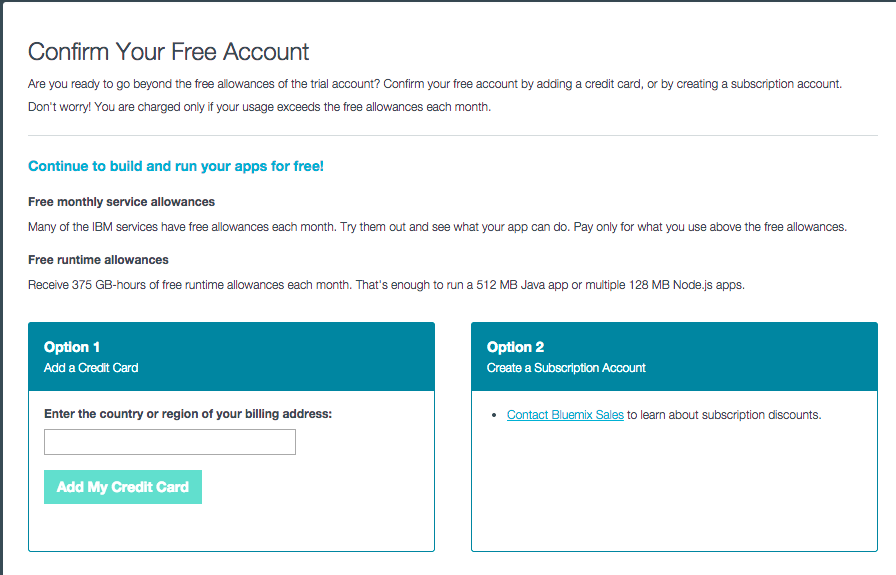 Confirm Your Free Account
Are you ready to go beyond the free allowances of the trial account? Confirm your free account by adding a credit card, or by creating a subscription account.
Don't worry! You are charged only if your usage exceeds the free allowances each month.
Continue to build and run your apps for free!
Free monthly service allowances
Many of the IBM services have free allowances each month. Try them out and see what your app can do. Pay only for what you use above the free allowances.
Free runtime allowances
Receive 375 GB-hours of free runtime allowances each month. That's enough to run a 512 MB Java app or multiple 128 MB Node.js apps.
Option 1
Add a Credit Card
Enter the country or region of your billing address:
Add My Credit Card
Option 2
Create a Subscription Account
• Contact Bluemix Sales to learn about subscription discounts.